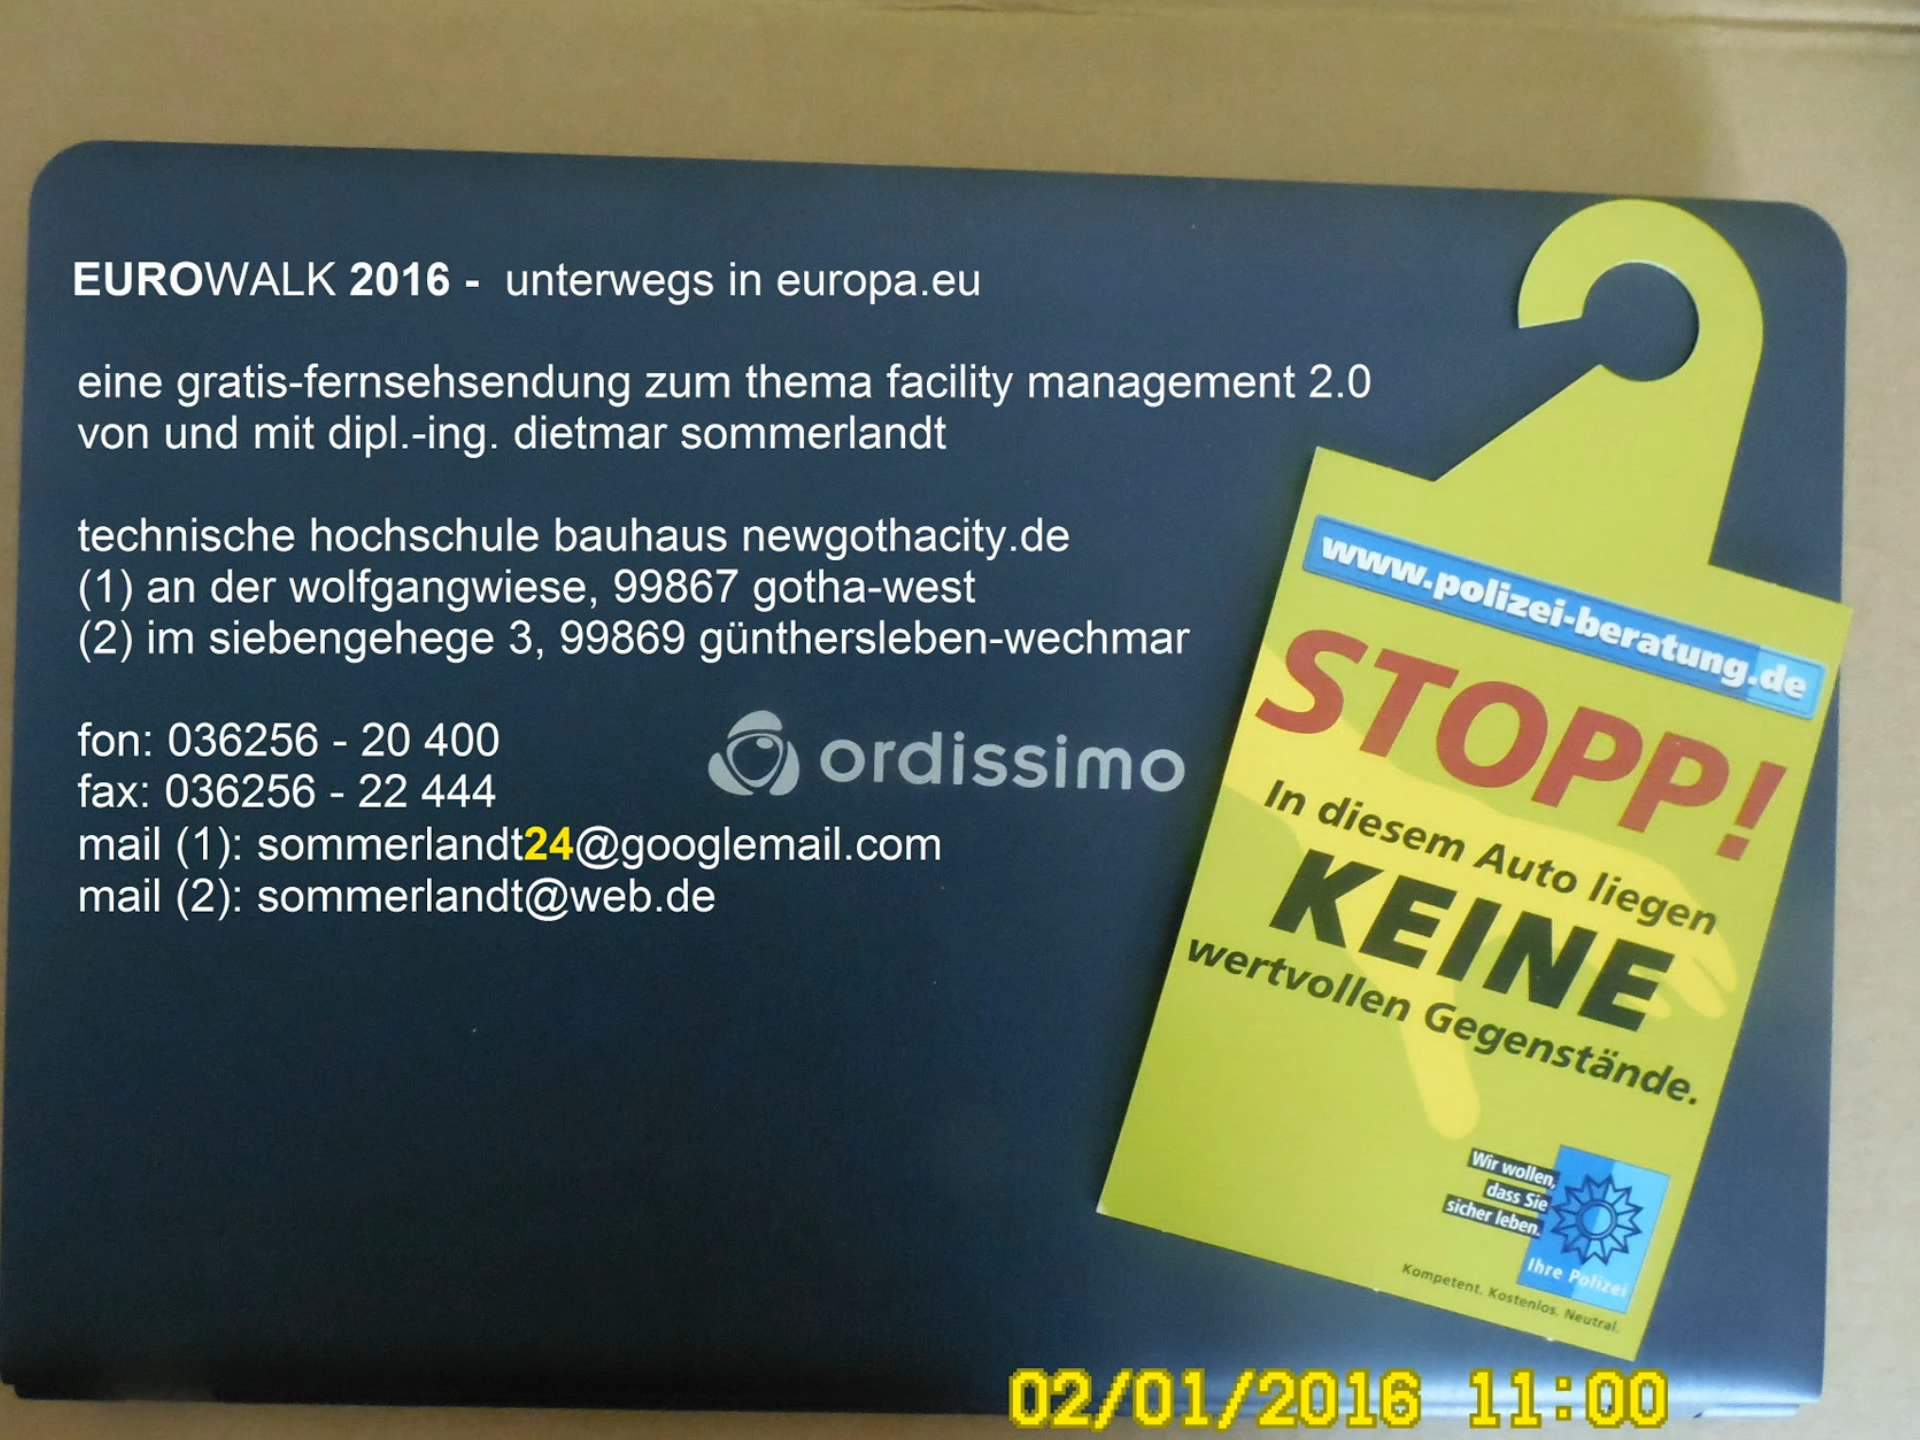 EUROWALK 2016 - unterwegs in europa.eu
eine gratis-fernsehsendung zum thema facility management 2.0
von und mit dipl.-ing. dietmar sommerlandt
technische hochschule bauhaus newgothacity.de
(1) an der wolfgangwiese, 99867 gotha-west
(2) im siebengehege 3, 99869 günthersleben-wechmar
fon: 036256 - 20 400
fax: 036256 - 22 444
mail (1): sommerlandt24@googlemail.com
mail (2): sommerlandt@web.de
ordissimo
www.polizei-beratung.de
STOPP!
In diesem Auto liegen
KEINE
wertvollen Gegenstände.
Wir wollen,
dass Sie
sicher leben.
Ihre Polizei
Kompetent. Kostenlos. Neutral.
02/01/2016 11:00